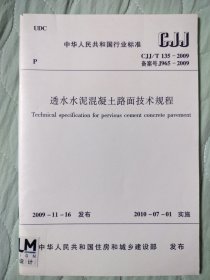 UDC
中华人民共和国行业标准
CJJ
P
CJJ/T 135-2009
备案号 J965-2009
透水水泥混凝土路面技术规程
Technical specification for pervious cement concrete pavement
2009-11-16 发布
2010-07-01 实施
LM
设计
中华人民共和国住房和城乡建设部 发布